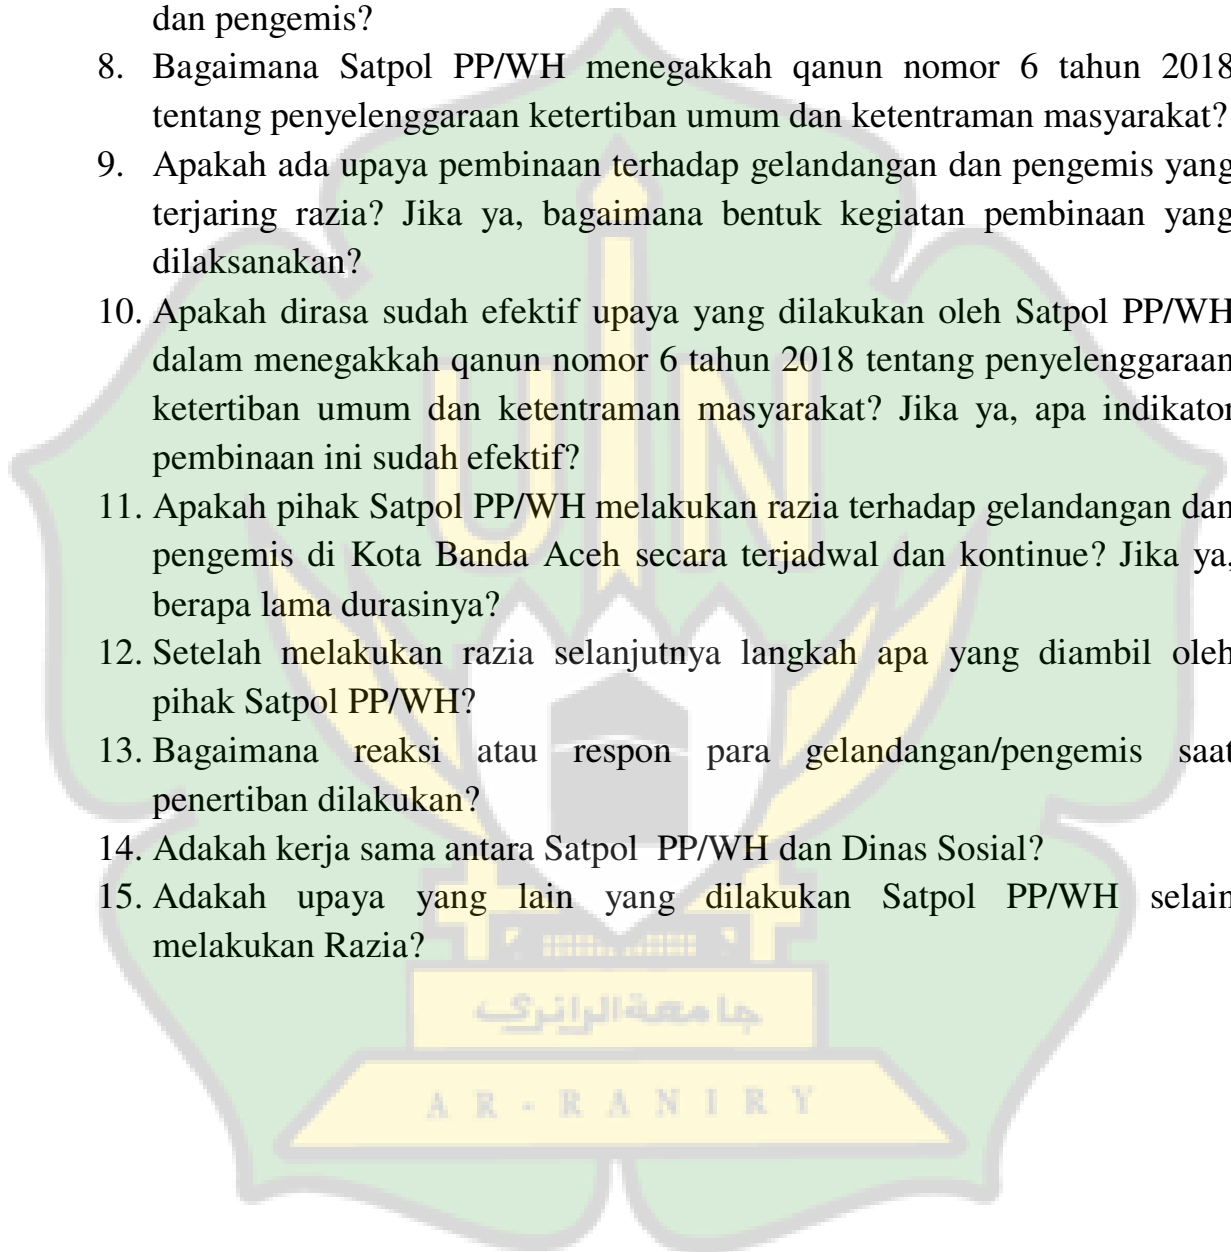 dan pengemis?
8. Bagaimana Satpol PP/WH menegakkah qanun nomor 6 tahun 2018
tentang penyelenggaraan ketertiban umum dan ketentraman masyarakat?
9. Apakah ada upaya pembinaan terhadap gelandangan dan pengemis yang
terjaring razia? Jika ya, bagaimana bentuk kegiatan pembinaan yang
dilaksanakan?
10. Apakah dirasa sudah efektif upaya yang dilakukan oleh Satpol PP/WH
dalam menegakkah qanun nomor 6 tahun 2018 tentang penyelenggaraan
ketertiban umum dan ketentraman masyarakat? Jika ya, apa indikator
pembinaan ini sudah efektif?
11. Apakah pihak Satpol PP/WH melakukan razia terhadap gelandangan dan
pengemis di Kota Banda Aceh secara terjadwal dan kontinue? Jika ya,
berapa lama durasinya?
12. Setelah melakukan razia selanjutnya langkah apa yang diambil oleh
pihak Satpol PP/WH?
13. Bagaimana reaksi atau respon para gelandangan/pengemis saat
penertiban dilakukan?
14. Adakah kerja sama antara Satpol PP/WH dan Dinas Sosial?
15. Adakah upaya yang lain yang dilakukan Satpol PP/WH selain
melakukan Razia?
UIN
جامعة الرانري
AR-RANIRY